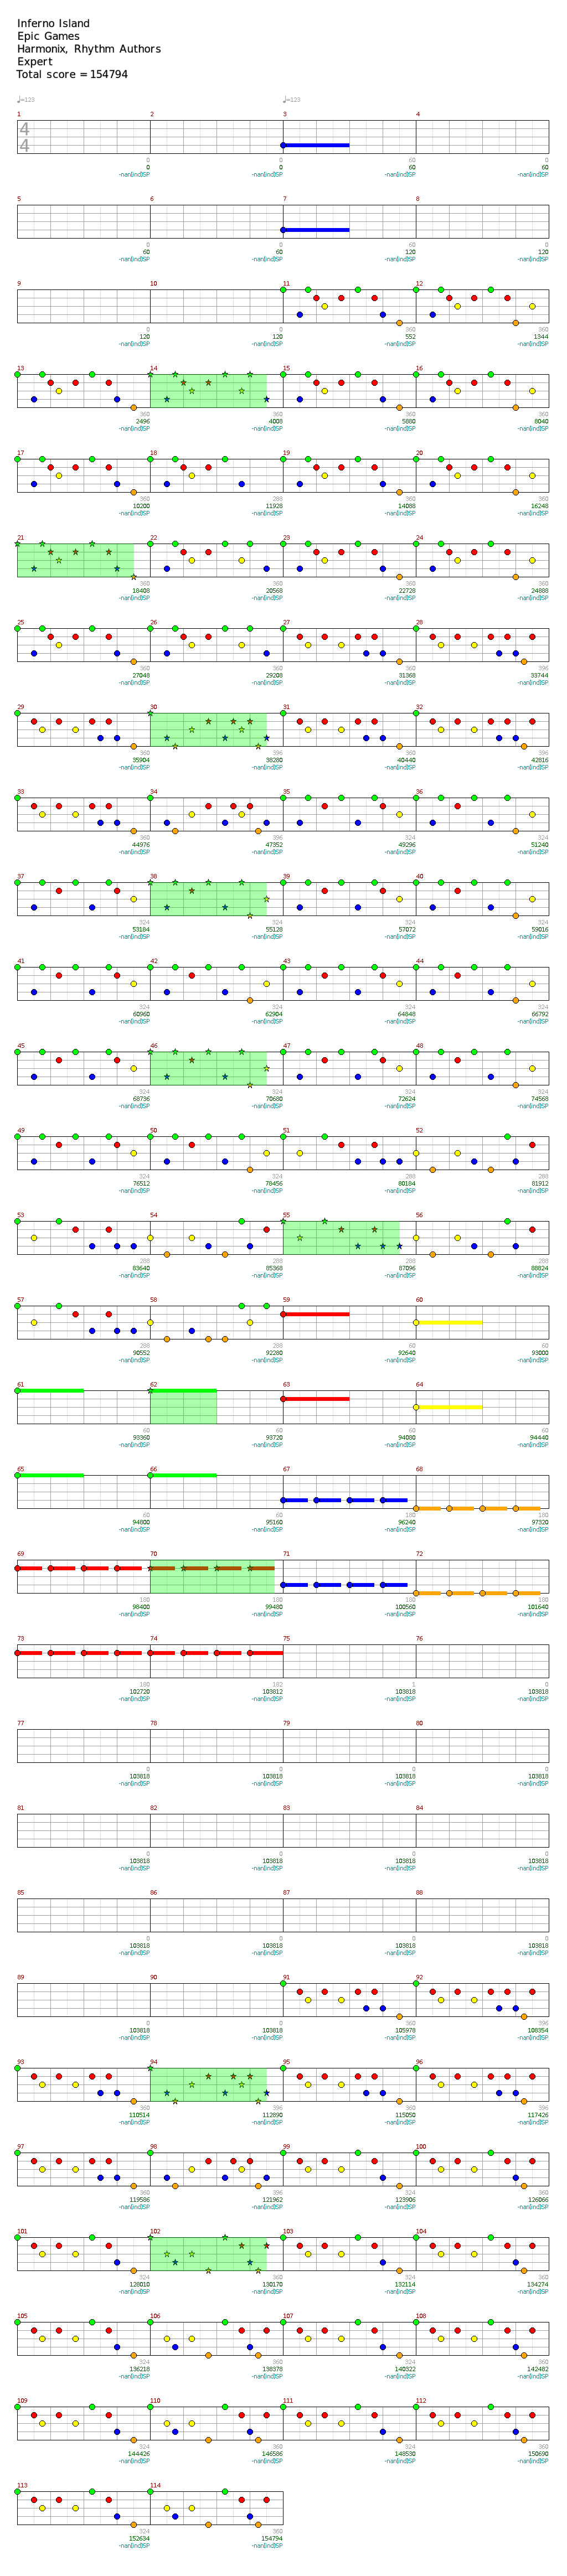 Inferno Island
Epic Games
Harmonix, Rhythm Authors
Expert
Total score = 154794
♩=123 ♩=123
1 2 3 4
4
4
0 0 60 0
0 0 60 60
-nan(ind)SP -nan(ind)SP -nan(ind)SP -nan(ind)SP
5 6 7 8
0 0 60 0
60 60 120 120
-nan(ind)SP -nan(ind)SP -nan(ind)SP -nan(ind)SP
9 10 11 12
0 0 360 360
120 120 552 1344
-nan(ind)SP -nan(ind)SP -nan(ind)SP -nan(ind)SP
13 14 15 16
360 360 360 360
2496 4008 5880 8040
-nan(ind)SP -nan(ind)SP -nan(ind)SP -nan(ind)SP
17 18 19 20
360 288 360 360
10200 11928 14088 16248
-nan(ind)SP -nan(ind)SP -nan(ind)SP -nan(ind)SP
21 22 23 24
360 360 360 360
18408 20568 22728 24888
-nan(ind)SP -nan(ind)SP -nan(ind)SP -nan(ind)SP
25 26 27 28
360 360 360 396
27048 29208 31368 33744
-nan(ind)SP -nan(ind)SP -nan(ind)SP -nan(ind)SP
29 30 31 32
360 396 360 396
35904 38280 40440 42816
-nan(ind)SP -nan(ind)SP -nan(ind)SP -nan(ind)SP
33 34 35 36
360 396 324 324
44976 47352 49296 51240
-nan(ind)SP -nan(ind)SP -nan(ind)SP -nan(ind)SP
37 38 39 40
324 324 324 324
53184 55128 57072 59016
-nan(ind)SP -nan(ind)SP -nan(ind)SP -nan(ind)SP
41 42 43 44
324 324 324 324
60960 62904 64848 66792
-nan(ind)SP -nan(ind)SP -nan(ind)SP -nan(ind)SP
45 46 47 48
324 324 324 324
68736 70680 72624 74568
-nan(ind)SP -nan(ind)SP -nan(ind)SP -nan(ind)SP
49 50 51 52
324 324 288 288
76512 78456 80184 81912
-nan(ind)SP -nan(ind)SP -nan(ind)SP -nan(ind)SP
53 54 55 56
288 288 288 288
83640 85368 87096 88824
-nan(ind)SP -nan(ind)SP -nan(ind)SP -nan(ind)SP
57 58 59 60
288 288 60 60
90552 92280 92640 93000
-nan(ind)SP -nan(ind)SP -nan(ind)SP -nan(ind)SP
61 62 63 64
60 60 60 60
93360 93720 94080 94440
-nan(ind)SP -nan(ind)SP -nan(ind)SP -nan(ind)SP
65 66 67 68
60 60 180 180
94800 95160 96240 97320
-nan(ind)SP -nan(ind)SP -nan(ind)SP -nan(ind)SP
69 70 71 72
180 180 180 180
98400 99480 100560 101640
-nan(ind)SP -nan(ind)SP -nan(ind)SP -nan(ind)SP
73 74 75 76
180 182 1 0
102720 103812 103818 103818
-nan(ind)SP -nan(ind)SP -nan(ind)SP -nan(ind)SP
77 78 79 80
0 0 0 0
103818 103818 103818 103818
-nan(ind)SP -nan(ind)SP -nan(ind)SP -nan(ind)SP
81 82 83 84
0 0 0 0
103818 103818 103818 103818
-nan(ind)SP -nan(ind)SP -nan(ind)SP -nan(ind)SP
85 86 87 88
0 0 0 0
103818 103818 103818 103818
-nan(ind)SP -nan(ind)SP -nan(ind)SP -nan(ind)SP
89 90 91 92
0 0 360 396
103818 103818 105978 108354
-nan(ind)SP -nan(ind)SP -nan(ind)SP -nan(ind)SP
93 94 95 96
360 396 360 396
110514 112890 115050 117426
-nan(ind)SP -nan(ind)SP -nan(ind)SP -nan(ind)SP
97 98 99 100
360 396 324 360
119586 121962 123906 126066
-nan(ind)SP -nan(ind)SP -nan(ind)SP -nan(ind)SP
101 102 103 104
324 360 324 360
128010 130170 132114 134274
-nan(ind)SP -nan(ind)SP -nan(ind)SP -nan(ind)SP
105 106 107 108
324 360 324 360
136218 138378 140322 142482
-nan(ind)SP -nan(ind)SP -nan(ind)SP -nan(ind)SP
109 110 111 112
324 360 324 360
144426 146586 148530 150690
-nan(ind)SP -nan(ind)SP -nan(ind)SP -nan(ind)SP
113 114
324 360
152634 154794
-nan(ind)SP -nan(ind)SP